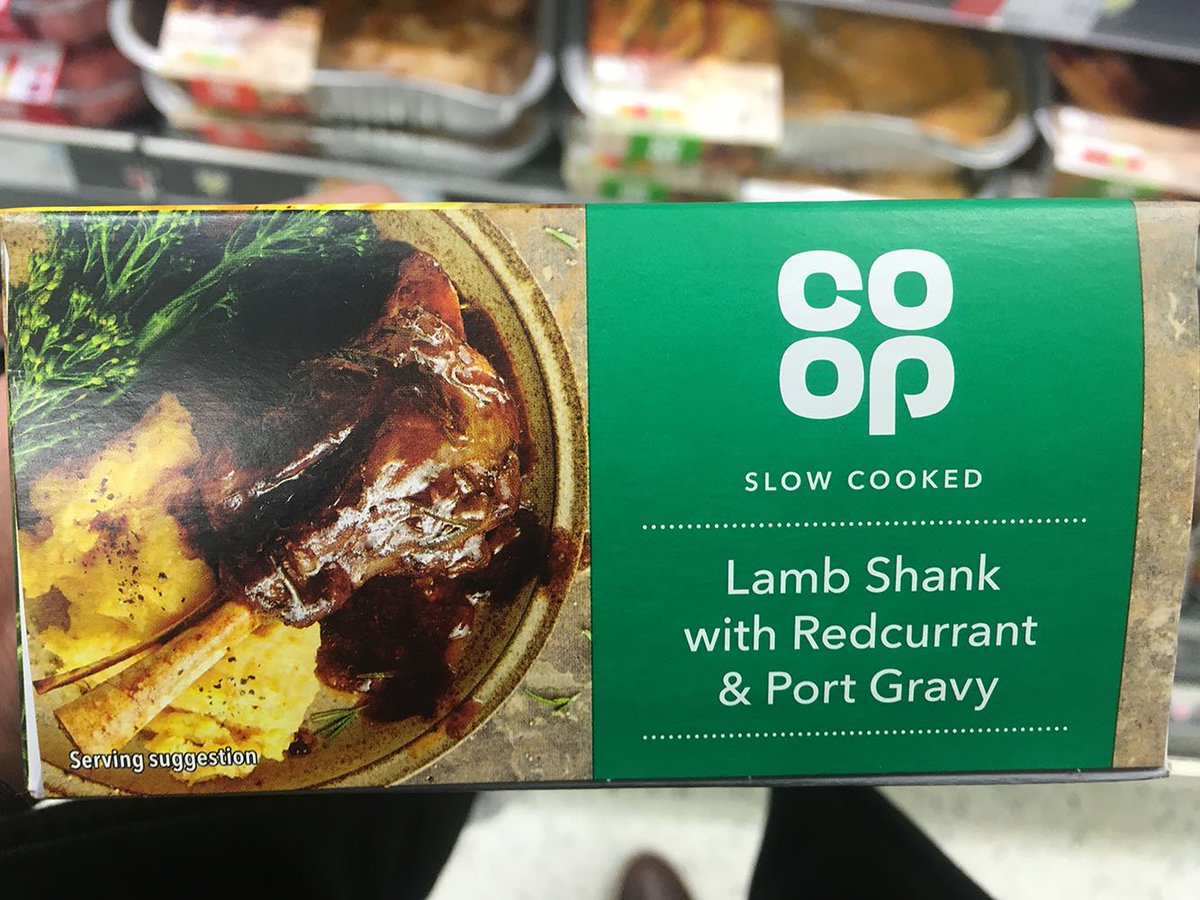 CO
OP
SLOW COOKED
Lamb Shank
with Redcurrant
& Port Gravy
Serving suggestion